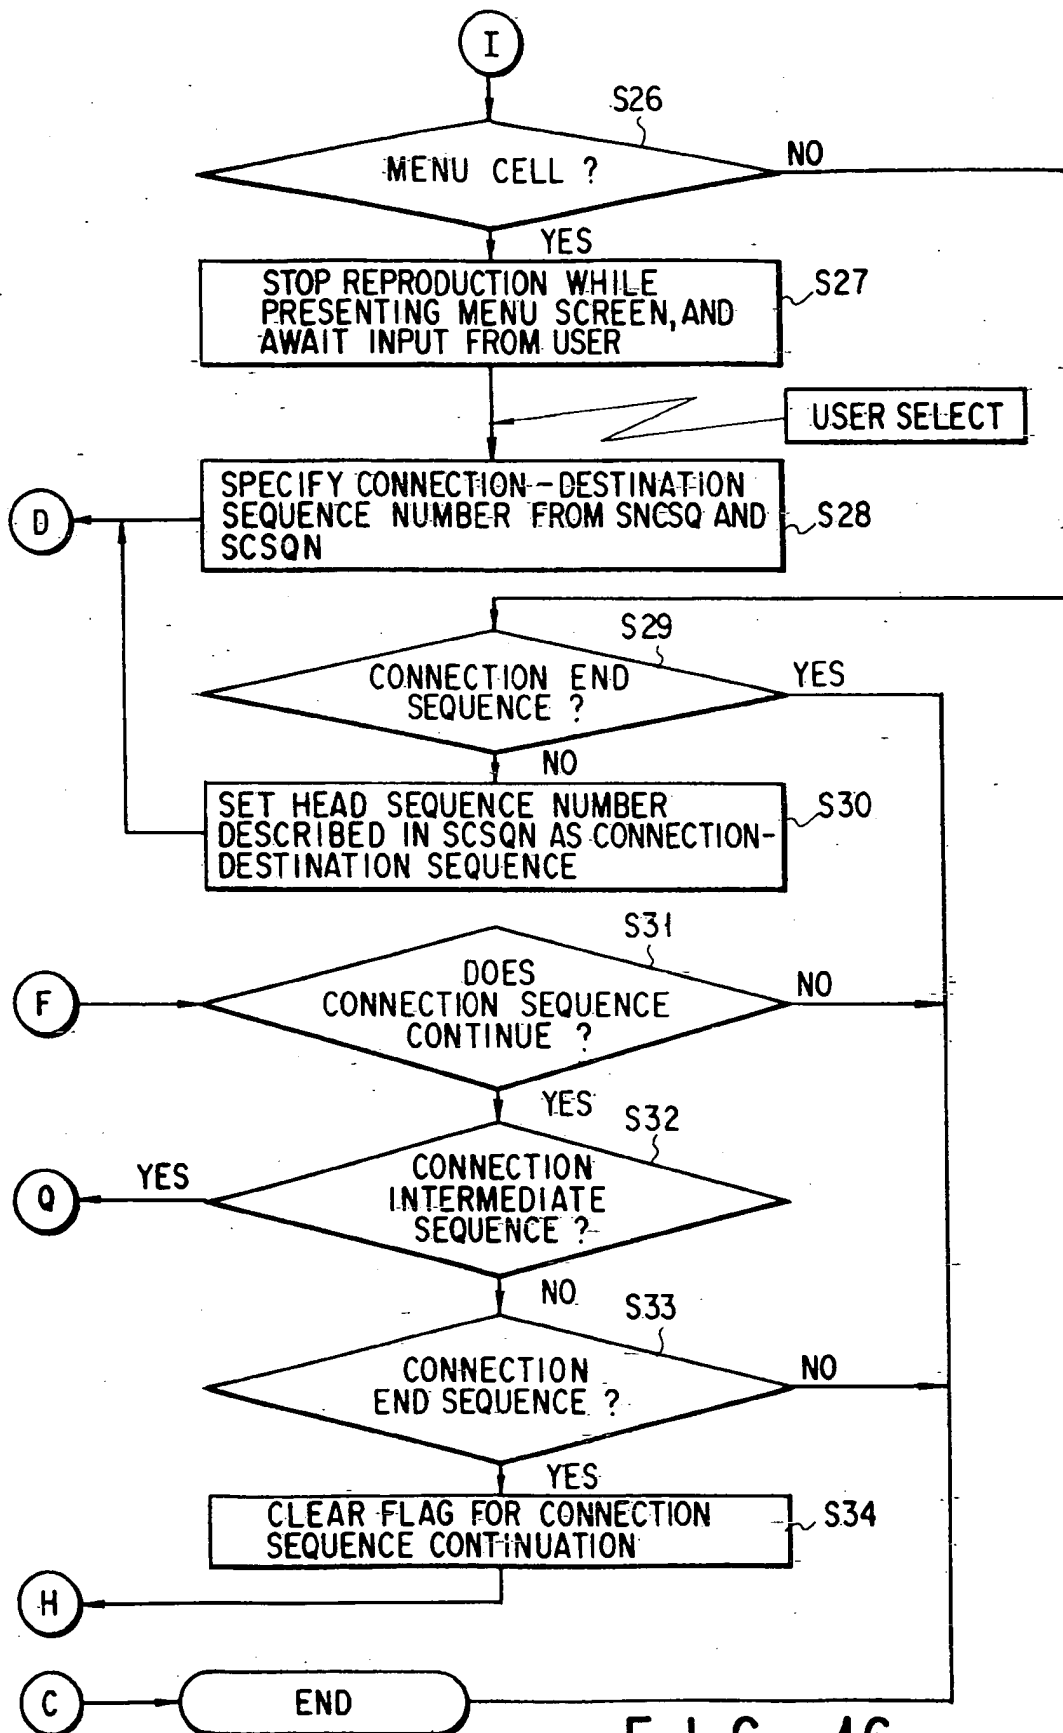 I
S26
MENU CELL ?
NO
YES
STOP REPRODUCTION WHILE
PRESENTING MENU SCREEN, AND
AWAIT INPUT FROM USER
S27
USER SELECT
SPECIFY CONNECTION-DESTINATION
SEQUENCE NUMBER FROM SNCSQ AND
SCSQN
S28
D
S29
CONNECTION END
SEQUENCE ?
YES
NO
SET HEAD SEQUENCE NUMBER
DESCRIBED IN SCSQN AS CONNECTION-
DESTINATION SEQUENCE
S30
S31
F
DOES
CONNECTION SEQUENCE
CONTINUE ?
NO
YES
S32
Q
YES
CONNECTION
INTERMEDIATE
SEQUENCE ?
NO
S33
CONNECTION
END SEQUENCE ?
NO
YES
CLEAR FLAG FOR CONNECTION
SEQUENCE CONTINUATION
S34
H
C
END
FIG. 46